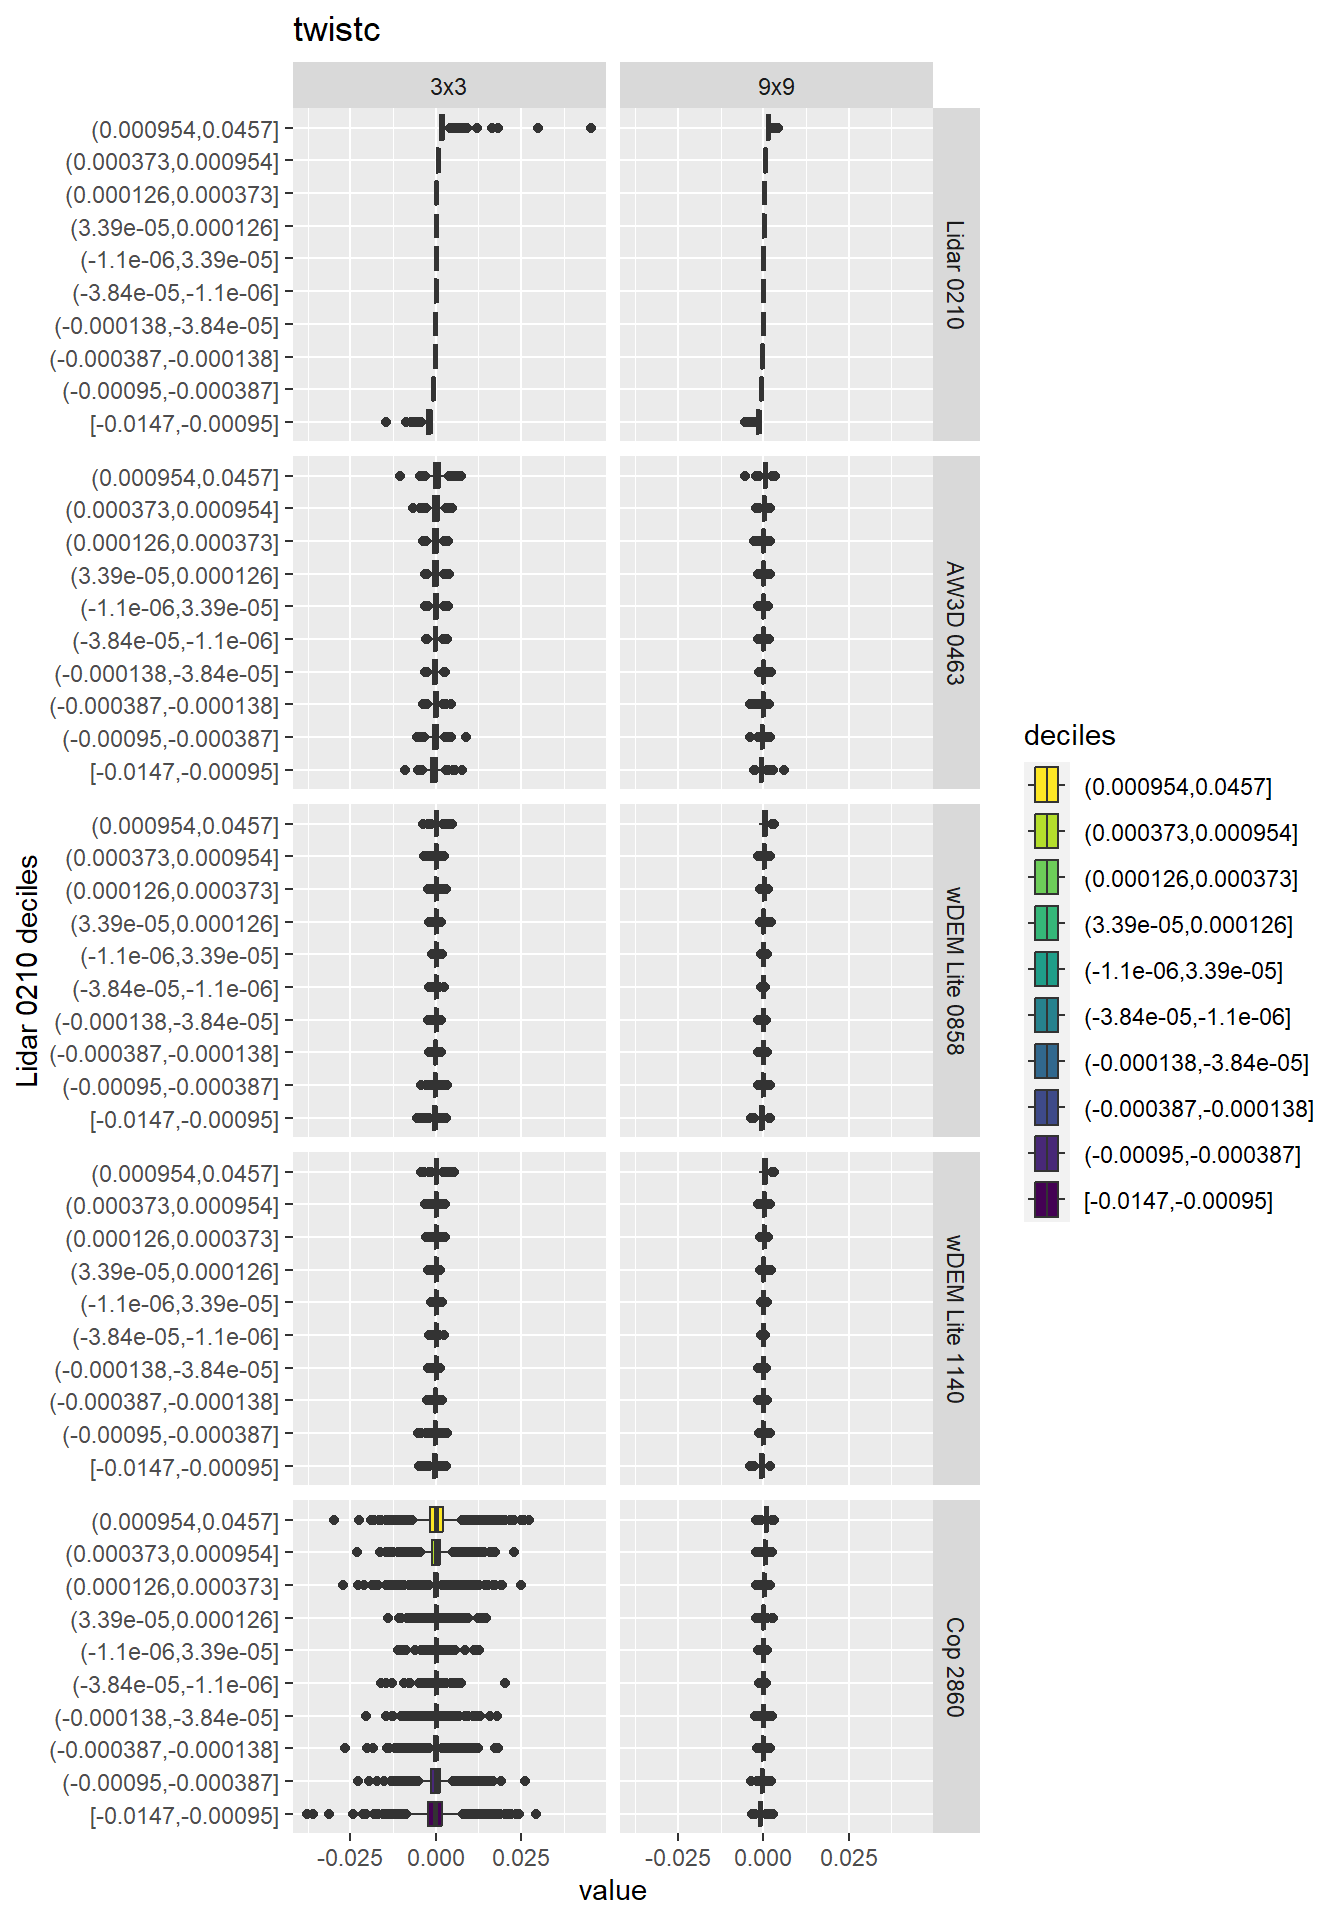 twistc
3x3 9x9
(0.000954,0.0457]
(0.000373,0.000954]
(0.000126,0.000373]
(3.39e-05,0.000126]
(-1.1e-06,3.39e-05]
(-3.84e-05,-1.1e-06]
(-0.000138,-3.84e-05]
(-0.000387,-0.000138]
(-0.00095,-0.000387]
[-0.0147,-0.00095]
Lidar 0210
(0.000954,0.0457]
(0.000373,0.000954]
(0.000126,0.000373]
(3.39e-05,0.000126]
(-1.1e-06,3.39e-05]
(-3.84e-05,-1.1e-06]
(-0.000138,-3.84e-05]
(-0.000387,-0.000138]
(-0.00095,-0.000387]
[-0.0147,-0.00095]
AW3D 0463
(0.000954,0.0457]
(0.000373,0.000954]
(0.000126,0.000373]
(3.39e-05,0.000126]
(-1.1e-06,3.39e-05]
(-3.84e-05,-1.1e-06]
(-0.000138,-3.84e-05]
(-0.000387,-0.000138]
(-0.00095,-0.000387]
[-0.0147,-0.00095]
wDEM Lite 0858
(0.000954,0.0457]
(0.000373,0.000954]
(0.000126,0.000373]
(3.39e-05,0.000126]
(-1.1e-06,3.39e-05]
(-3.84e-05,-1.1e-06]
(-0.000138,-3.84e-05]
(-0.000387,-0.000138]
(-0.00095,-0.000387]
[-0.0147,-0.00095]
wDEM Lite 1140
(0.000954,0.0457]
(0.000373,0.000954]
(0.000126,0.000373]
(3.39e-05,0.000126]
(-1.1e-06,3.39e-05]
(-3.84e-05,-1.1e-06]
(-0.000138,-3.84e-05]
(-0.000387,-0.000138]
(-0.00095,-0.000387]
[-0.0147,-0.00095]
Cop 2860
Lidar 0210 deciles
-0.025 0.000 0.025 -0.025 0.000 0.025
value
deciles
(0.000954,0.0457]
(0.000373,0.000954]
(0.000126,0.000373]
(3.39e-05,0.000126]
(-1.1e-06,3.39e-05]
(-3.84e-05,-1.1e-06]
(-0.000138,-3.84e-05]
(-0.000387,-0.000138]
(-0.00095,-0.000387]
[-0.0147,-0.00095]